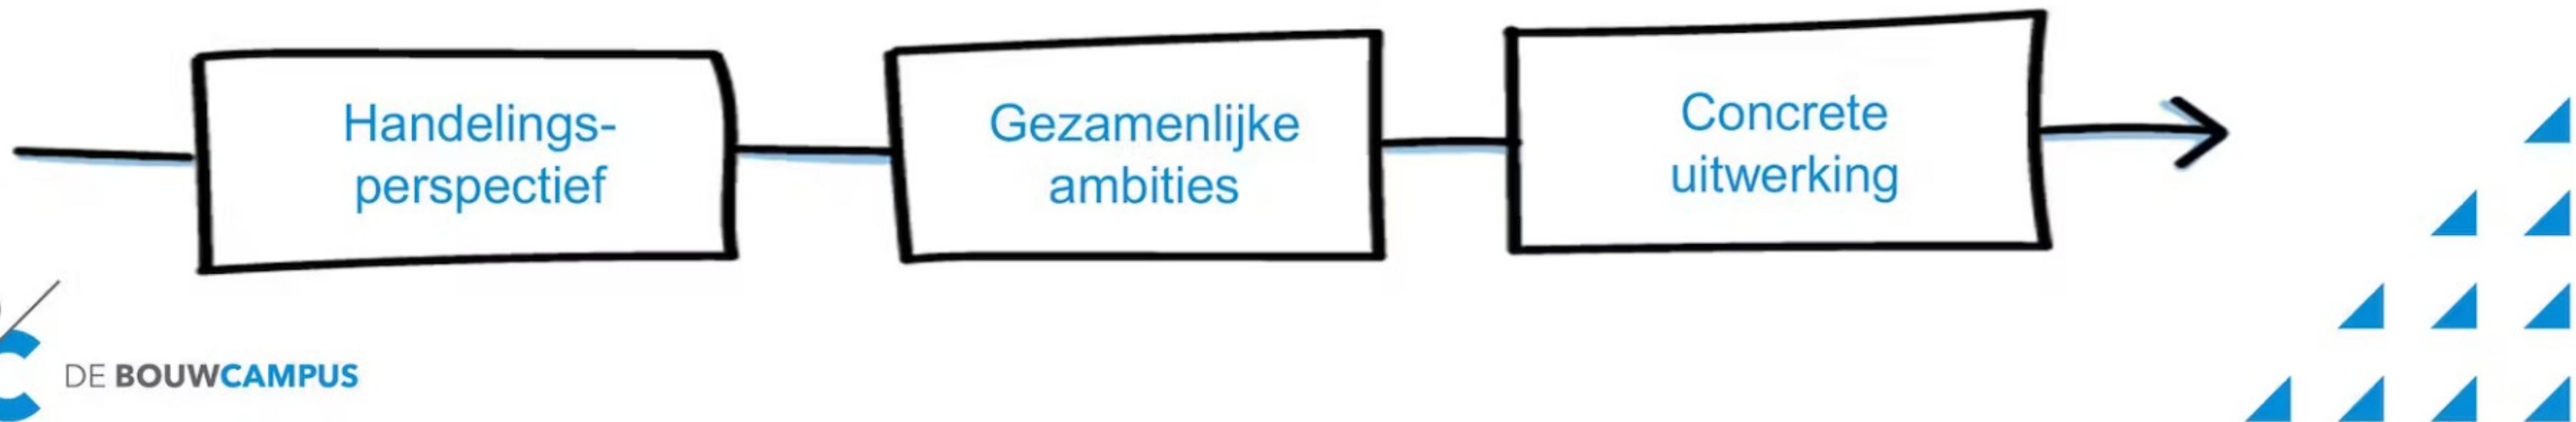 Handelings-
perspectief
Gezamenlijke
ambities
Concrete
uitwerking
DE BOUWCAMPUS